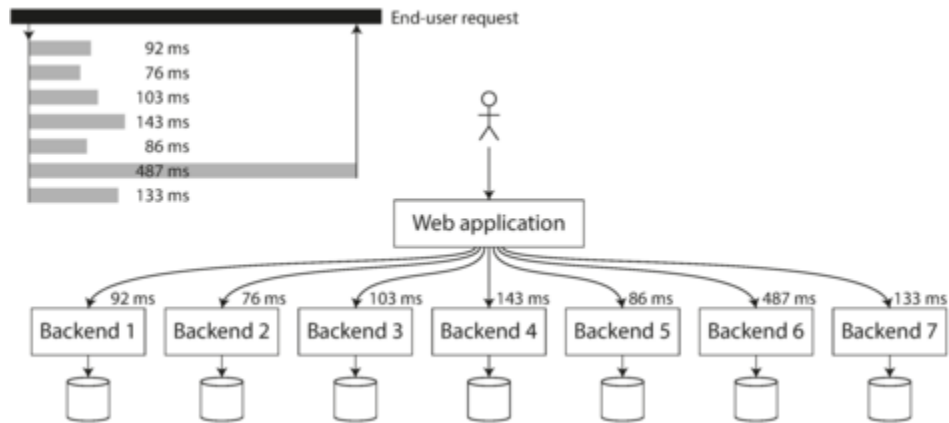 End-user request
92 ms
76 ms
103 ms
143 ms
86 ms
487 ms
133 ms
Web application
92 ms
76 ms
103 ms
143 ms
86 ms
487 ms
133 ms
Backend 1
Backend 2
Backend 3
Backend 4
Backend 5
Backend 6
Backend 7